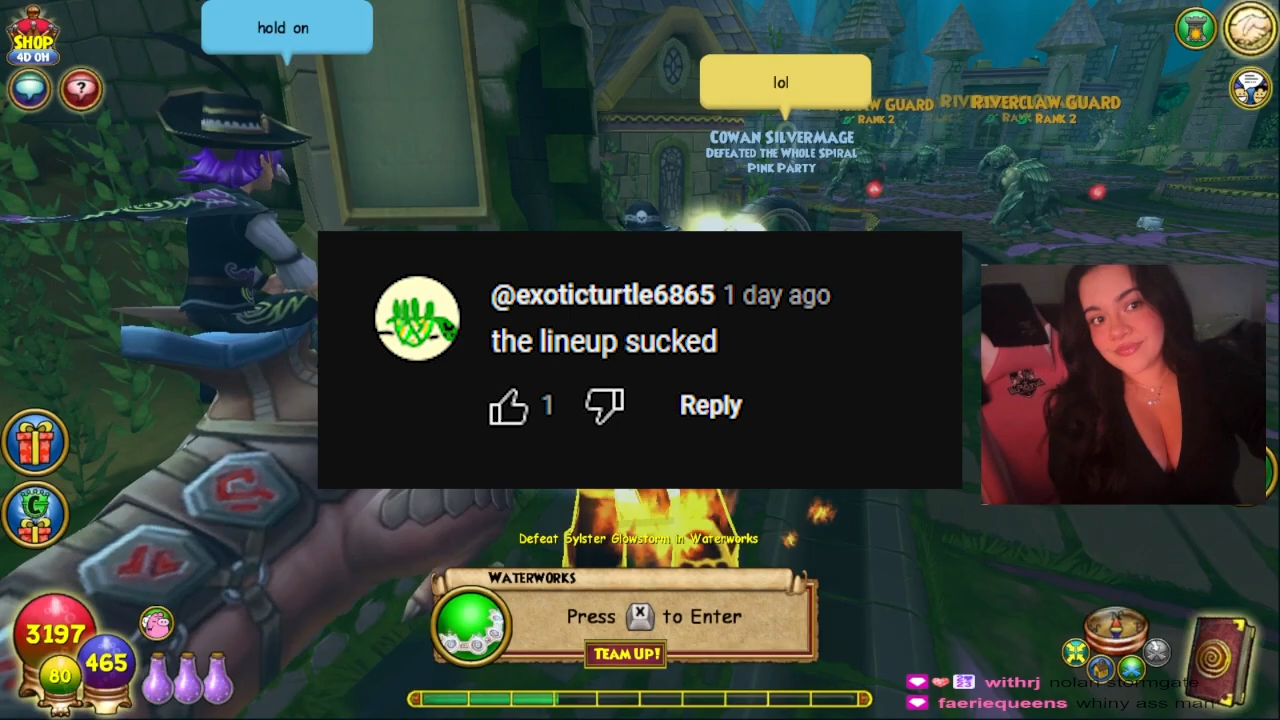 hold on
SHOP
4D 0H
?
lol
RIVERCLAW GUARD
RANK 2
COWAN SILVERMAGE
DEFEATED THE WHOLE SPIRAL
PINK PARTY
@exoticturtle6865 1 day ago
the lineup sucked
1
Reply
Defeat Sylster Glowstorm in Waterworks
WATERWORKS
Press X to Enter
TEAM UP!
3197
465
80
withrj nolan stormgate
faeriequeens whiny ass man